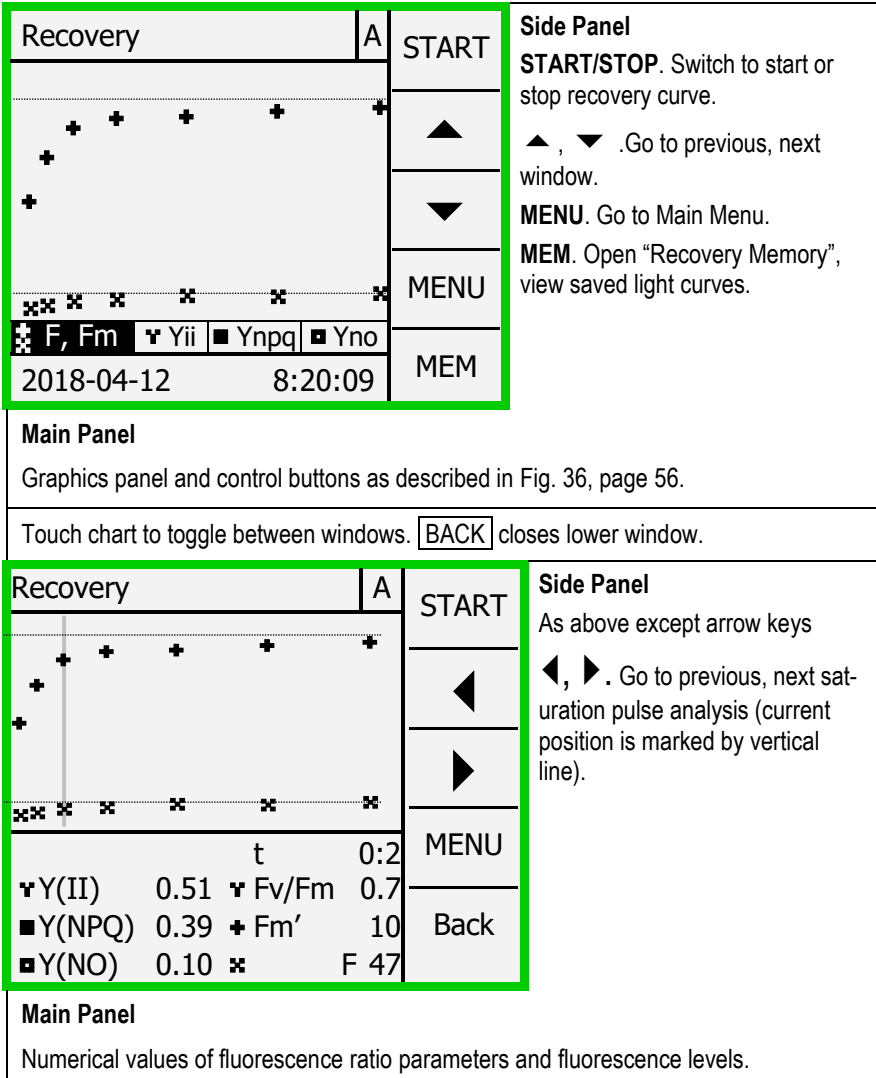 Recovery A START
MENU
MEM
F, Fm Yii Ynpq Yno
2018-04-12 8:20:09
Side Panel
START/STOP. Switch to start or
stop recovery curve.
▲ , ▼ .Go to previous, next
window.
MENU. Go to Main Menu.
MEM. Open “Recovery Memory”,
view saved light curves.
Main Panel
Graphics panel and control buttons as described in Fig. 36, page 56.
Touch chart to toggle between windows. BACK closes lower window.
Recovery A START
MENU
Back
t 0:2
Y(II) 0.51 Fv/Fm 0.7
Y(NPQ) 0.39 Fm′ 10
Y(NO) 0.10 F 47
Side Panel
As above except arrow keys
◀, ▶. Go to previous, next sat-
uration pulse analysis (current
position is marked by vertical
line).
Main Panel
Numerical values of fluorescence ratio parameters and fluorescence levels.